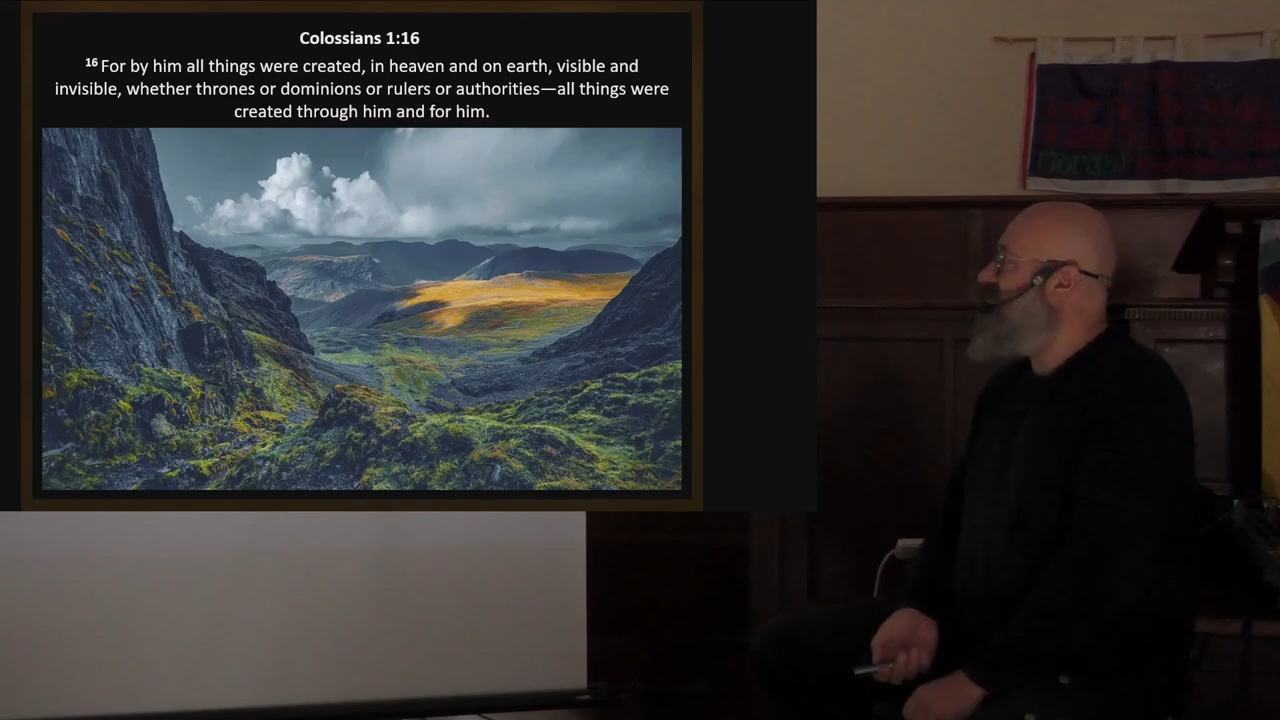 Colossians 1:16
16 For by him all things were created, in heaven and on earth, visible and
invisible, whether thrones or dominions or rulers or authorities—all things were
created through him and for him.